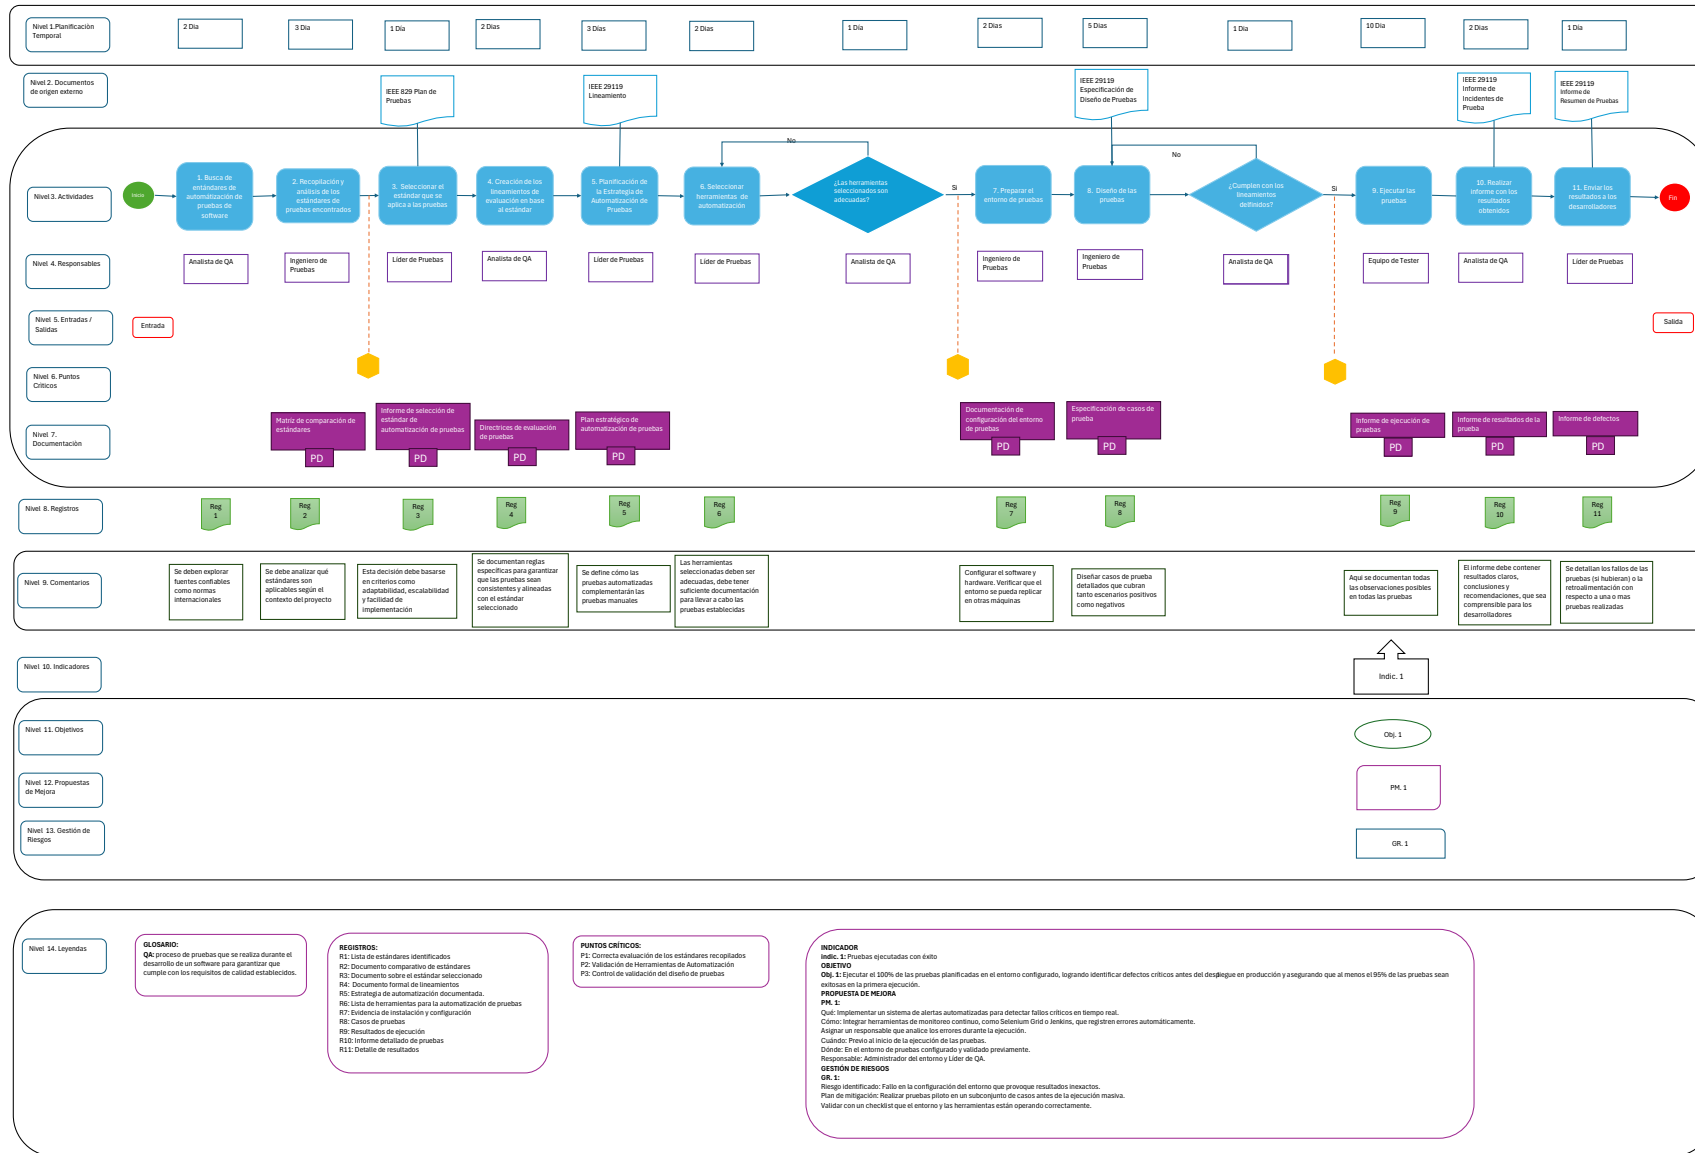 Nivel 1.Planificación
Temporal
2 Día
3 Día
1 Día
2 Días
3 Días
2 Días
1 Día
2 Días
5 Días
1 Día
10 Día
2 Días
1 Día
Nivel 2. Documentos
de origen externo
IEEE 829 Plan de
Pruebas
IEEE 29119
Lineamiento
IEEE 29119
Especificación de
Diseño de Pruebas
IEEE 29119
Informe de
Incidentes de
Prueba
IEEE 29119
Informe de
Resumen de Pruebas
Nivel 3. Actividades
Inicio
1. Busca de
estándares de
automatización de
pruebas de
software
2. Recopilación y
análisis de los
estándares de
pruebas encontrados
3. Seleccionar el
estándar que se
aplica a las pruebas
4. Creación de los
lineamientos de
evaluación en base
al estándar
5. Planificación de
la Estrategia de
Automatización de
Pruebas
6. Seleccionar
herramientas de
automatización
No
¿Las herramientas
seleccionados son
adecuadas?
Si
7. Preparar el
entorno de pruebas
8. Diseño de las
pruebas
No
¿Cumplen con los
lineamientos
definidos?
Si
9. Ejecutar las
pruebas
10. Realizar
informe con los
resultados
obtenidos
11. Enviar los
resultados a los
desarrolladores
Fin
Nivel 4. Responsables
Analista de QA
Ingeniero de
Pruebas
Líder de Pruebas
Analista de QA
Líder de Pruebas
Líder de Pruebas
Analista de QA
Ingeniero de
Pruebas
Ingeniero de
Pruebas
Analista de QA
Equipo de Tester
Analista de QA
Líder de Pruebas
Nivel 5. Entradas /
Salidas
Entrada
Salida
Nivel 6. Puntos
Críticos
Nivel 7.
Documentación
Matriz de comparación de
estándares
PD
Informe de selección de
estándar de
automatización de pruebas
PD
Directrices de evaluación
de pruebas
PD
Plan estratégico de
automatización de pruebas
PD
Documentación de
configuración del entorno
de pruebas
PD
Especificación de casos de
prueba
PD
Informe de ejecución de
pruebas
PD
Informe de resultados de la
prueba
PD
Informe de defectos
PD
Nivel 8. Registros
Reg
1
Reg
2
Reg
3
Reg
4
Reg
5
Reg
6
Reg
7
Reg
8
Reg
9
Reg
10
Reg
11
Nivel 9. Comentarios
Se deben explorar
fuentes confiables
como normas
internacionales
Se debe analizar qué
estándares son
aplicables según el
contexto del proyecto
Esta decisión debe basarse
en criterios como
adaptabilidad, escalabilidad
y facilidad de
implementación
Se documentan reglas
específicas para garantizar
que las pruebas sean
consistentes y alineadas
con el estándar
seleccionado
Se define cómo las
pruebas automatizadas
complementarán las
pruebas manuales
Las herramientas
seleccionadas deben ser
adecuadas, debe tener
suficiente documentación
para llevar a cabo las
pruebas establecidas
Configurar el software y
hardware. Verificar que el
entorno se pueda replicar
en otras máquinas
Diseñar casos de prueba
detallados que cubran
tanto escenarios positivos
como negativos
Aqui se documentan todas
las observaciones posibles
en todas las pruebas
El informe debe contener
resultados claros,
conclusiones y
recomendaciones, que sea
comprensible para los
desarrolladores
Se detallan los fallos de las
pruebas (si hubieran) o la
retroalimentación con
respecto a una o mas
pruebas realizadas
Nivel 10. Indicadores
Indic. 1
Nivel 11. Objetivos
Obj. 1
Nivel 12. Propuestas
de Mejora
PM. 1
Nivel 13. Gestión de
Riesgos
GR. 1
Nivel 14. Leyendas
GLOSARIO:
QA: proceso de pruebas que se realiza durante el
desarrollo de un software para garantizar que
cumple con los requisitos de calidad establecidos.
REGISTROS:
R1: Lista de estándares identificados
R2: Documento comparativo de estándares
R3: Documento sobre el estándar seleccionado
R4: Documento formal de lineamientos
R5: Estrategia de automatización documentada.
R6: Lista de herramientas para la automatización de pruebas
R7: Evidencia de instalación y configuración
R8: Casos de pruebas
R9: Resultados de ejecución
R10: Informe detallado de pruebas
R11: Detalle de resultados
PUNTOS CRÍTICOS:
P1: Correcta evaluación de los estándares recopilados
P2: Validación de Herramientas de Automatización
P3: Control de validación del diseño de pruebas
INDICADOR
indic. 1: Pruebas ejecutadas con éxito
OBJETIVO
Obj. 1: Ejecutar el 100% de las pruebas planificadas en el entorno configurado, logrando identificar defectos críticos antes del despliegue en producción y asegurando que al menos el 95% de las pruebas sean
exitosas en la primera ejecución.
PROPUESTA DE MEJORA
PM. 1:
Qué: Implementar un sistema de alertas automatizadas para detectar fallos críticos en tiempo real.
Cómo: Integrar herramientas de monitoreo continuo, como Selenium Grid o Jenkins, que registren errores automáticamente.
Asignar un responsable que analice los errores durante la ejecución.
Cuándo: Previo al inicio de la ejecución de las pruebas.
Dónde: En el entorno de pruebas configurado y validado previamente.
Responsable: Administrador del entorno y Líder de QA.
GESTIÓN DE RIESGOS
GR. 1:
Riesgo identificado: Fallo en la configuración del entorno que provoque resultados inexactos.
Plan de mitigación: Realizar pruebas piloto en un subconjunto de casos antes de la ejecución masiva.
Validar con un checklist que el entorno y las herramientas están operando correctamente.